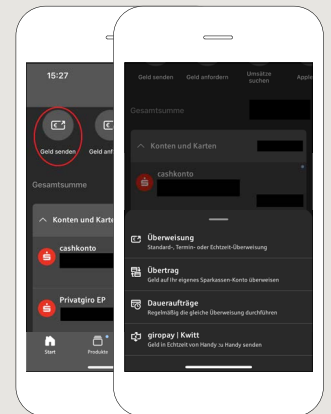 15:27
Geld senden
Geld anf
Gesamtsumme
Konten und Karte
cashkonto
Privatgiro EP
Start
Produkte
Geld senden
Geld anfordern
Umsätze
suchen
Apple
Gesamtsumme
Konten und Karten
cashkonto
Überweisung
Standard-, Termin- oder Echtzeit-Überweisung
Übertrag
Geld auf Ihr eigenes Sparkassen-Konto überweisen
Daueraufträge
Regelmäßig die gleiche Überweisung durchführen
giropay | Kwitt
Geld in Echtzeit von Handy zu Handy senden